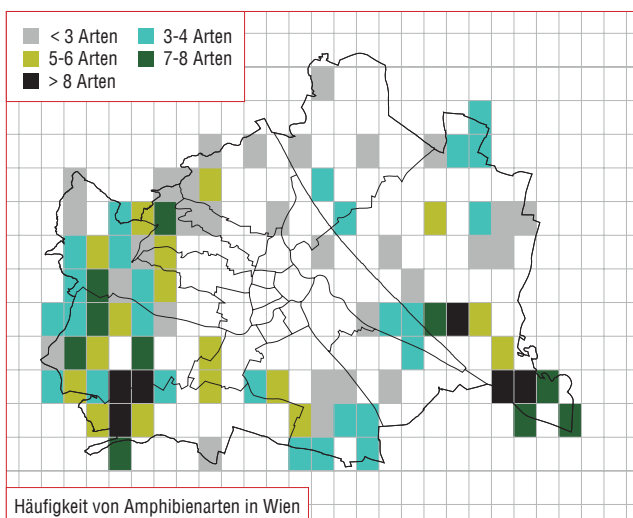 < 3 Arten 3-4 Arten
5-6 Arten 7-8 Arten
> 8 Arten
Häufigkeit von Amphibienarten in Wien